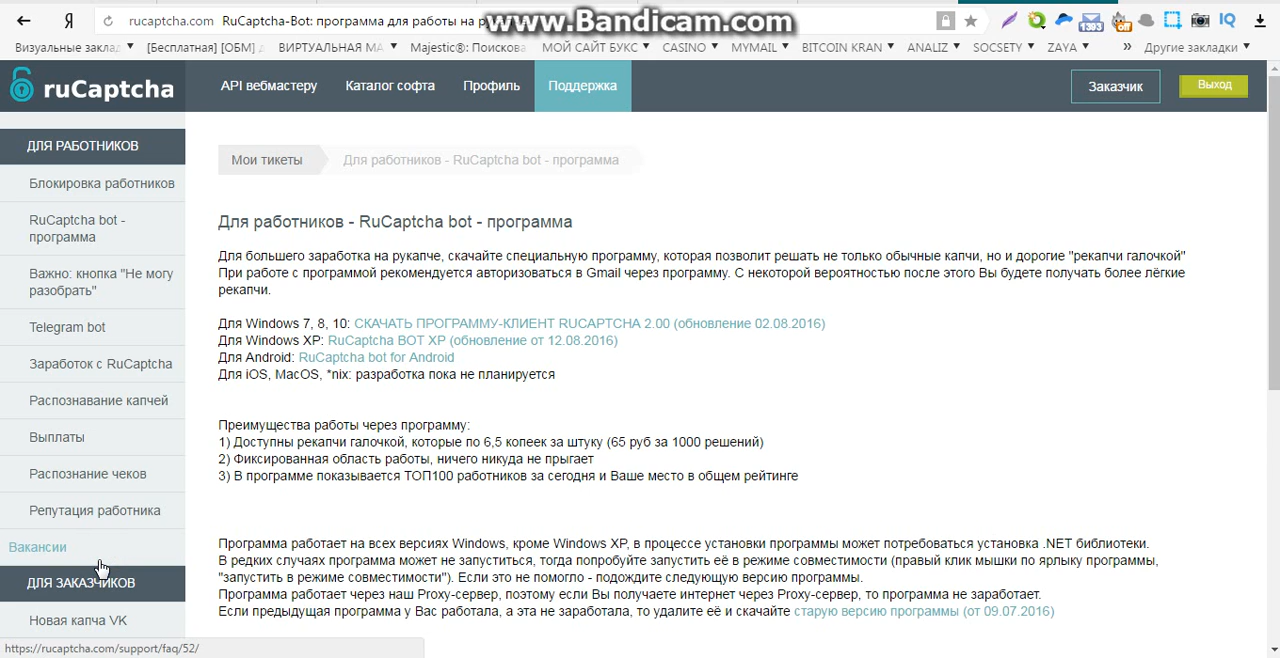 rucaptcha.com RuCaptcha-Bot: программа для работы на
www.Bandicam.com
Визуальные заклад [Бесплатная] [ОБМ] ВИРТУАЛЬНАЯ МА Majestic®: Поискова МОЙ САЙТ БУКС CASINO MYMAIL BITCOIN KRAN ANALIZ SOCSETY ZAYA » Другие закладки
ruCaptcha
API вебмастеру Каталог софта Профиль Поддержка Заказчик Выход
ДЛЯ РАБОТНИКОВ
Блокировка работников
RuCaptcha bot -
программа
Важно: кнопка "Не могу
разобрать"
Telegram bot
Заработок с RuCaptcha
Распознавание капчей
Выплаты
Распознание чеков
Репутация работника
Вакансии
ДЛЯ ЗАКАЗЧИКОВ
Новая капча VK
https://rucaptcha.com/support/faq/52/
Мои тикеты Для работников - RuCaptcha bot - программа
Для работников - RuCaptcha bot - программа
Для большего заработка на рукапче, скачайте специальную программу, которая позволит решать не только обычные капчи, но и дорогие "рекапчи галочкой"
При работе с программой рекомендуется авторизоваться в Gmail через программу. С некоторой вероятностью после этого Вы будете получать более лёгкие
рекапчи.
Для Windows 7, 8, 10: СКАЧАТЬ ПРОГРАММУ-КЛИЕНТ RUCAPTCHA 2.00 (обновление 02.08.2016)
Для Windows XP: RuCaptcha BOT XP (обновление от 12.08.2016)
Для Android: RuCaptcha bot for Android
Для iOS, MacOS, *nix: разработка пока не планируется
Преимущества работы через программу:
1) Доступны рекапчи галочкой, которые по 6,5 копеек за штуку (65 руб за 1000 решений)
2) Фиксированная область работы, ничего никуда не прыгает
3) В программе показывается ТОП100 работников за сегодня и Ваше место в общем рейтинге
Программа работает на всех версиях Windows, кроме Windows XP, в процессе установки программы может потребоваться установка .NET библиотеки.
В редких случаях программа может не запуститься, тогда попробуйте запустить её в режиме совместимости (правый клик мышки по ярлыку программы,
"запустить в режиме совместимости"). Если это не помогло - подождите следующую версию программы.
Программа работает через наш Proxy-сервер, поэтому если Вы получаете интернет через Proxy-сервер, то программа не заработает.
Если предыдущая программа у Вас работала, а эта не заработала, то удалите её и скачайте старую версию программы (от 09.07.2016)